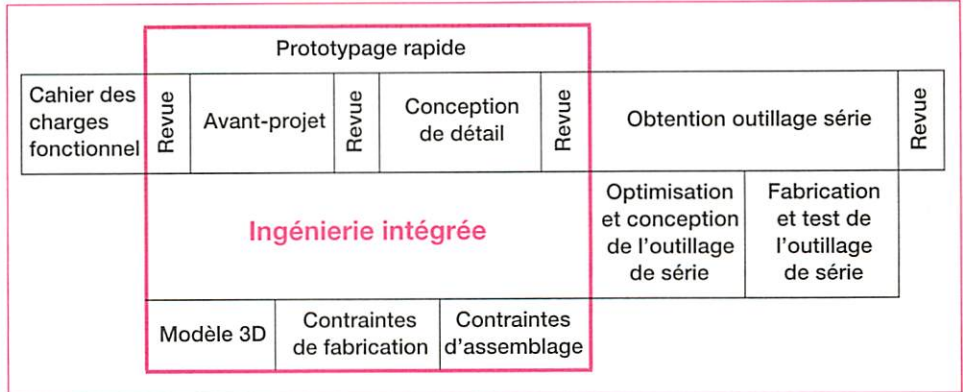 Prototypage rapide
Cahier des
charges
fonctionnel
Revue
Avant-projet
Revue
Conception
de détail
Revue
Obtention outillage série
Revue
Ingénierie intégrée
Optimisation
et conception
de l'outillage
de série
Fabrication
et test de
l'outillage
de série
Modèle 3D
Contraintes
de fabrication
Contraintes
d'assemblage